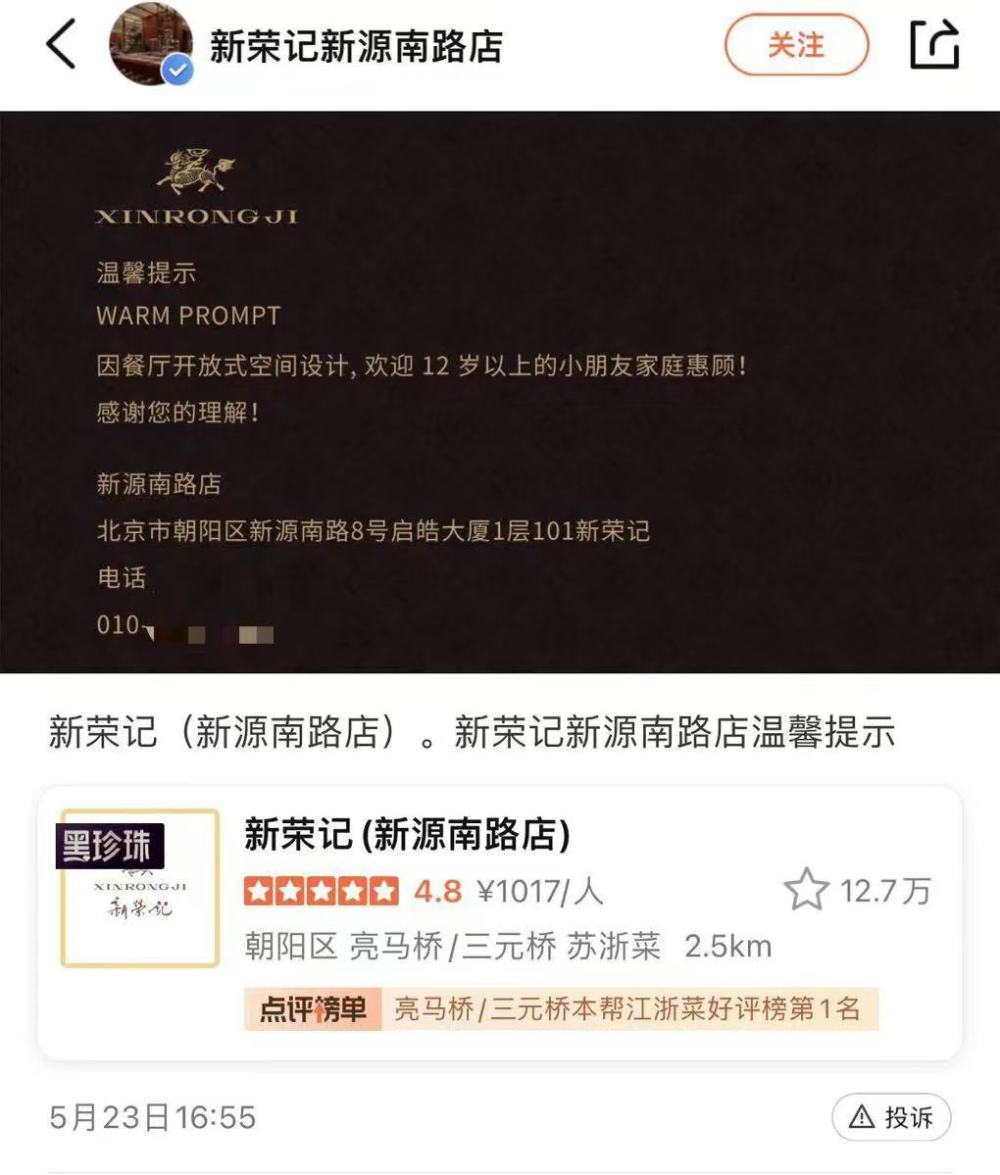 新荣记新源南路店
关注
XINRONGJI
温馨提示
WARM PROMPT
因餐厅开放式空间设计, 欢迎 12 岁以上的小朋友家庭惠顾!
感谢您的理解!
新源南路店
北京市朝阳区新源南路8号启皓大厦1层101新荣记
电话
010-
新荣记（新源南路店）。新荣记新源南路店温馨提示
黑珍珠
XINRONGJI
新荣记
新荣记 (新源南路店)
4.8 ¥1017/人
12.7万
朝阳区 亮马桥/三元桥 苏浙菜 2.5km
点评榜单 亮马桥/三元桥本帮江浙菜好评榜第1名
5月23日16:55
投诉